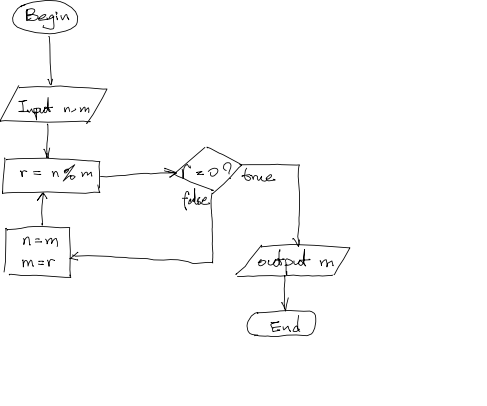 Begin
Input n, m
r = n % m
r = 0?
true
false
n = m
m = r
output m
End